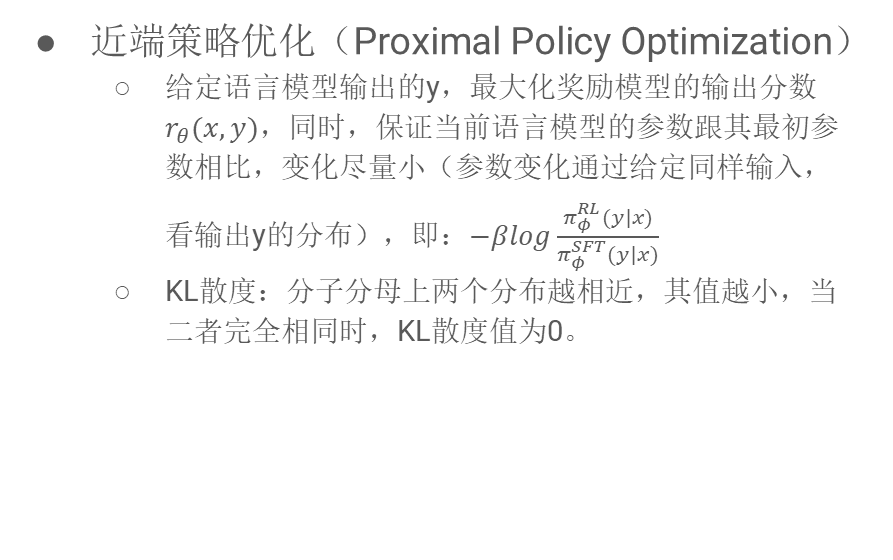 ● 近端策略优化（Proximal Policy Optimization）
○ 给定语言模型输出的y，最大化奖励模型的输出分数
$r_\theta(x,y)$，同时，保证当前语言模型的参数跟其最初参
数相比，变化尽量小（参数变化通过给定同样输入，
看输出y的分布），即：$-\beta log\frac{\pi_\phi^{RL}(y|x)}{\pi_\phi^{SFT}(y|x)}$
○ KL散度：分子分母上两个分布越相近，其值越小，当
二者完全相同时，KL散度值为0。